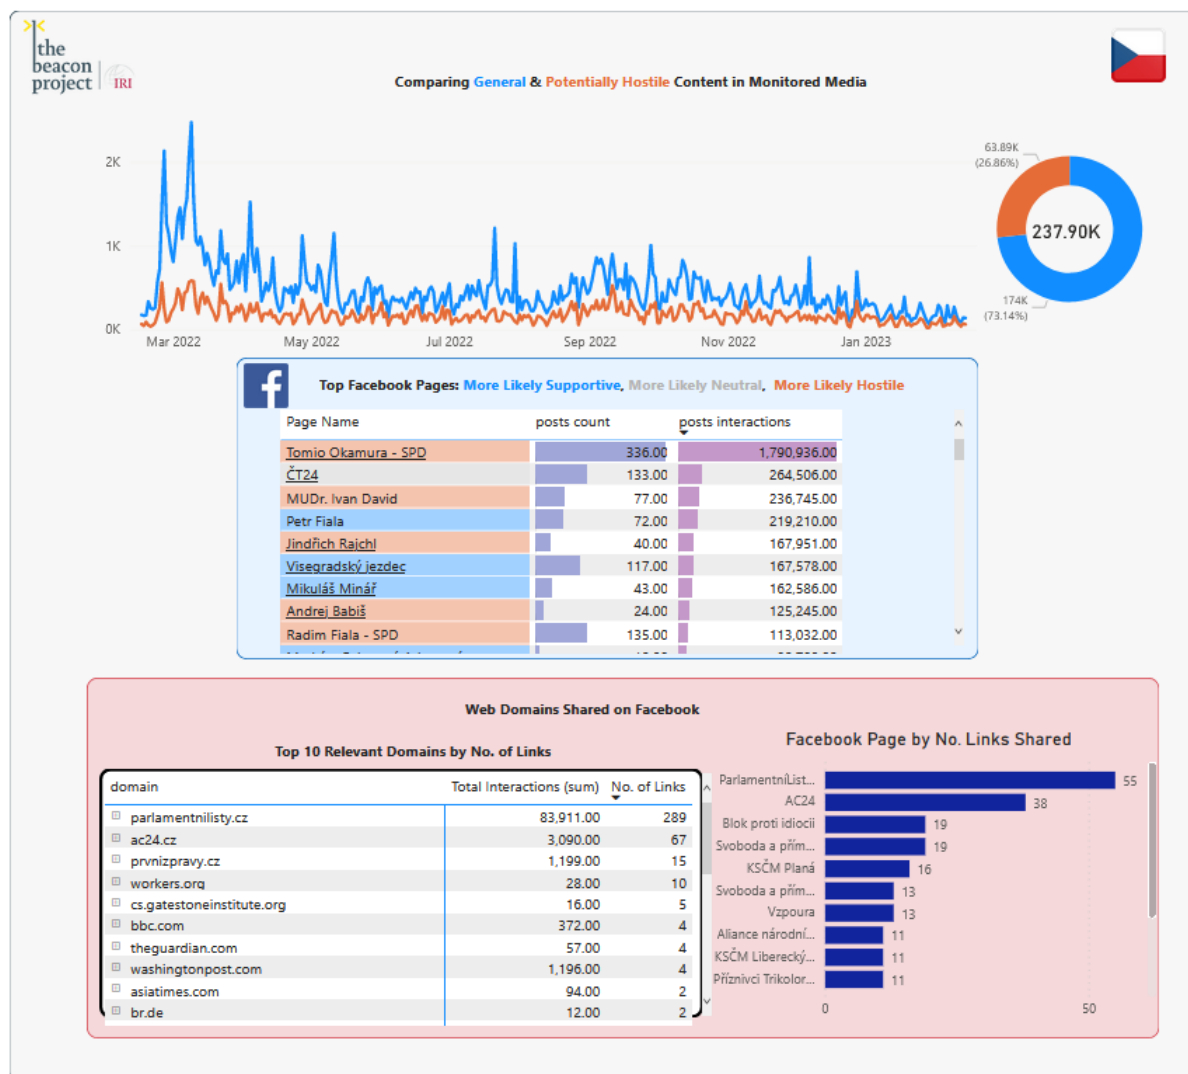 the
beacon
project
IRI
Comparing General & Potentially Hostile Content in Monitored Media
2K
1K
0K
Mar 2022 May 2022 Jul 2022 Sep 2022 Nov 2022 Jan 2023
63.89K
(26.86%)
237.90K
174K
(73.14%)
Top Facebook Pages: More Likely Supportive, More Likely Neutral, More Likely Hostile
Page Name posts count posts interactions
Tomio Okamura - SPD 336.00 1,790,936.00
ČT24 133.00 264,506.00
MUDr. Ivan David 77.00 236,745.00
Petr Fiala 72.00 219,210.00
Jindřich Rajchl 40.00 167,951.00
Visegradský jezdec 117.00 167,578.00
Mikuláš Minář 43.00 162,586.00
Andrej Babiš 24.00 125,245.00
Radim Fiala - SPD 135.00 113,032.00
Web Domains Shared on Facebook
Top 10 Relevant Domains by No. of Links
domain Total Interactions (sum) No. of Links
parlamentnilisty.cz 83,911.00 289
ac24.cz 3,090.00 67
prvnizpravy.cz 1,199.00 15
workers.org 28.00 10
cs.gatestoneinstitute.org 16.00 5
bbc.com 372.00 4
theguardian.com 57.00 4
washingtonpost.com 1,196.00 4
asiatimes.com 94.00 2
br.de 12.00 2
Facebook Page by No. Links Shared
ParlamentníList... 55
AC24 38
Blok proti idiocii 19
Svoboda a přím... 19
KSČM Planá 16
Svoboda a přím... 13
Vzpoura 13
Aliance národní... 11
KSČM Liberecký... 11
Příznivci Trikolor... 11
0 50